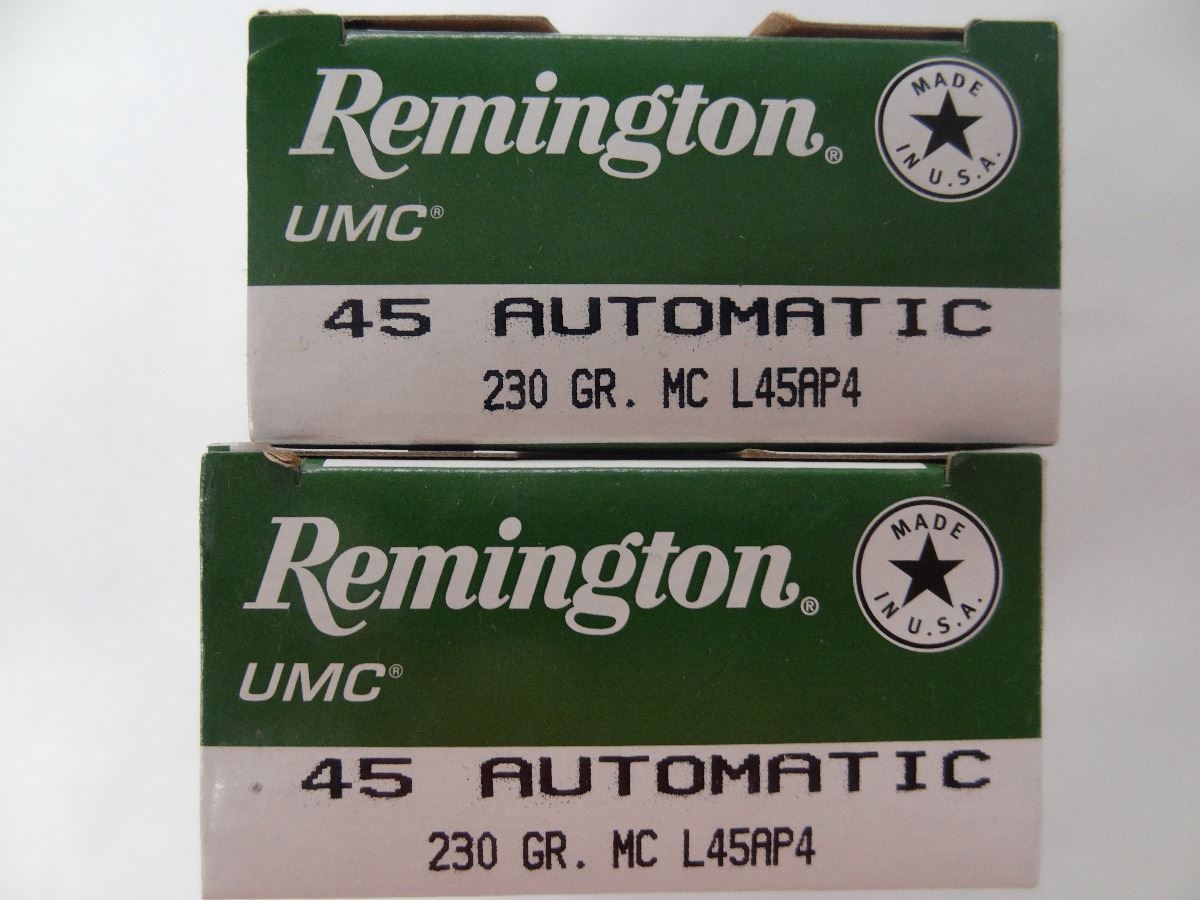 Remington®
MADE
IN U.S.A.
UMC®
45 AUTOMATIC
230 GR. MC L45AP4
Remington®
MADE
IN U.S.A.
UMC®
45 AUTOMATIC
230 GR. MC L45AP4